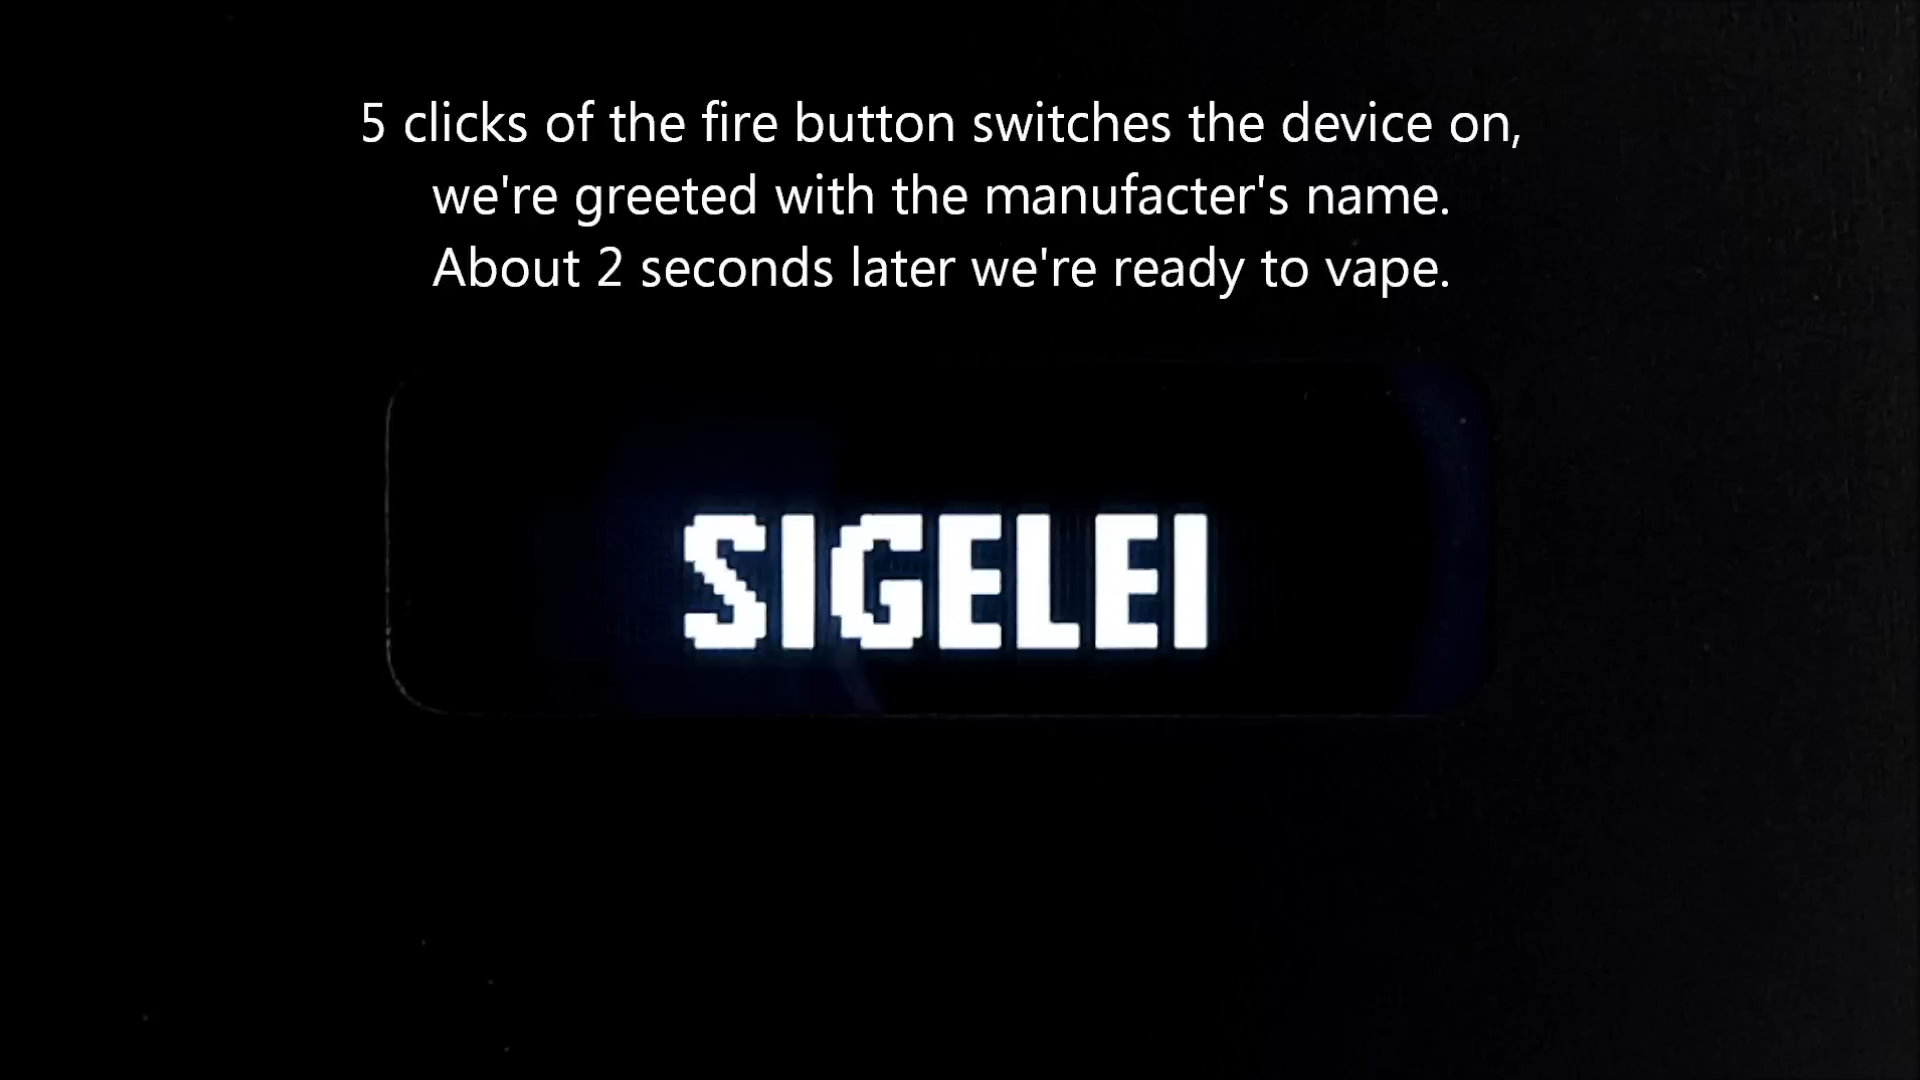 5 clicks of the fire button switches the device on,
we're greeted with the manufacter's name.
About 2 seconds later we're ready to vape.
SIGELEI